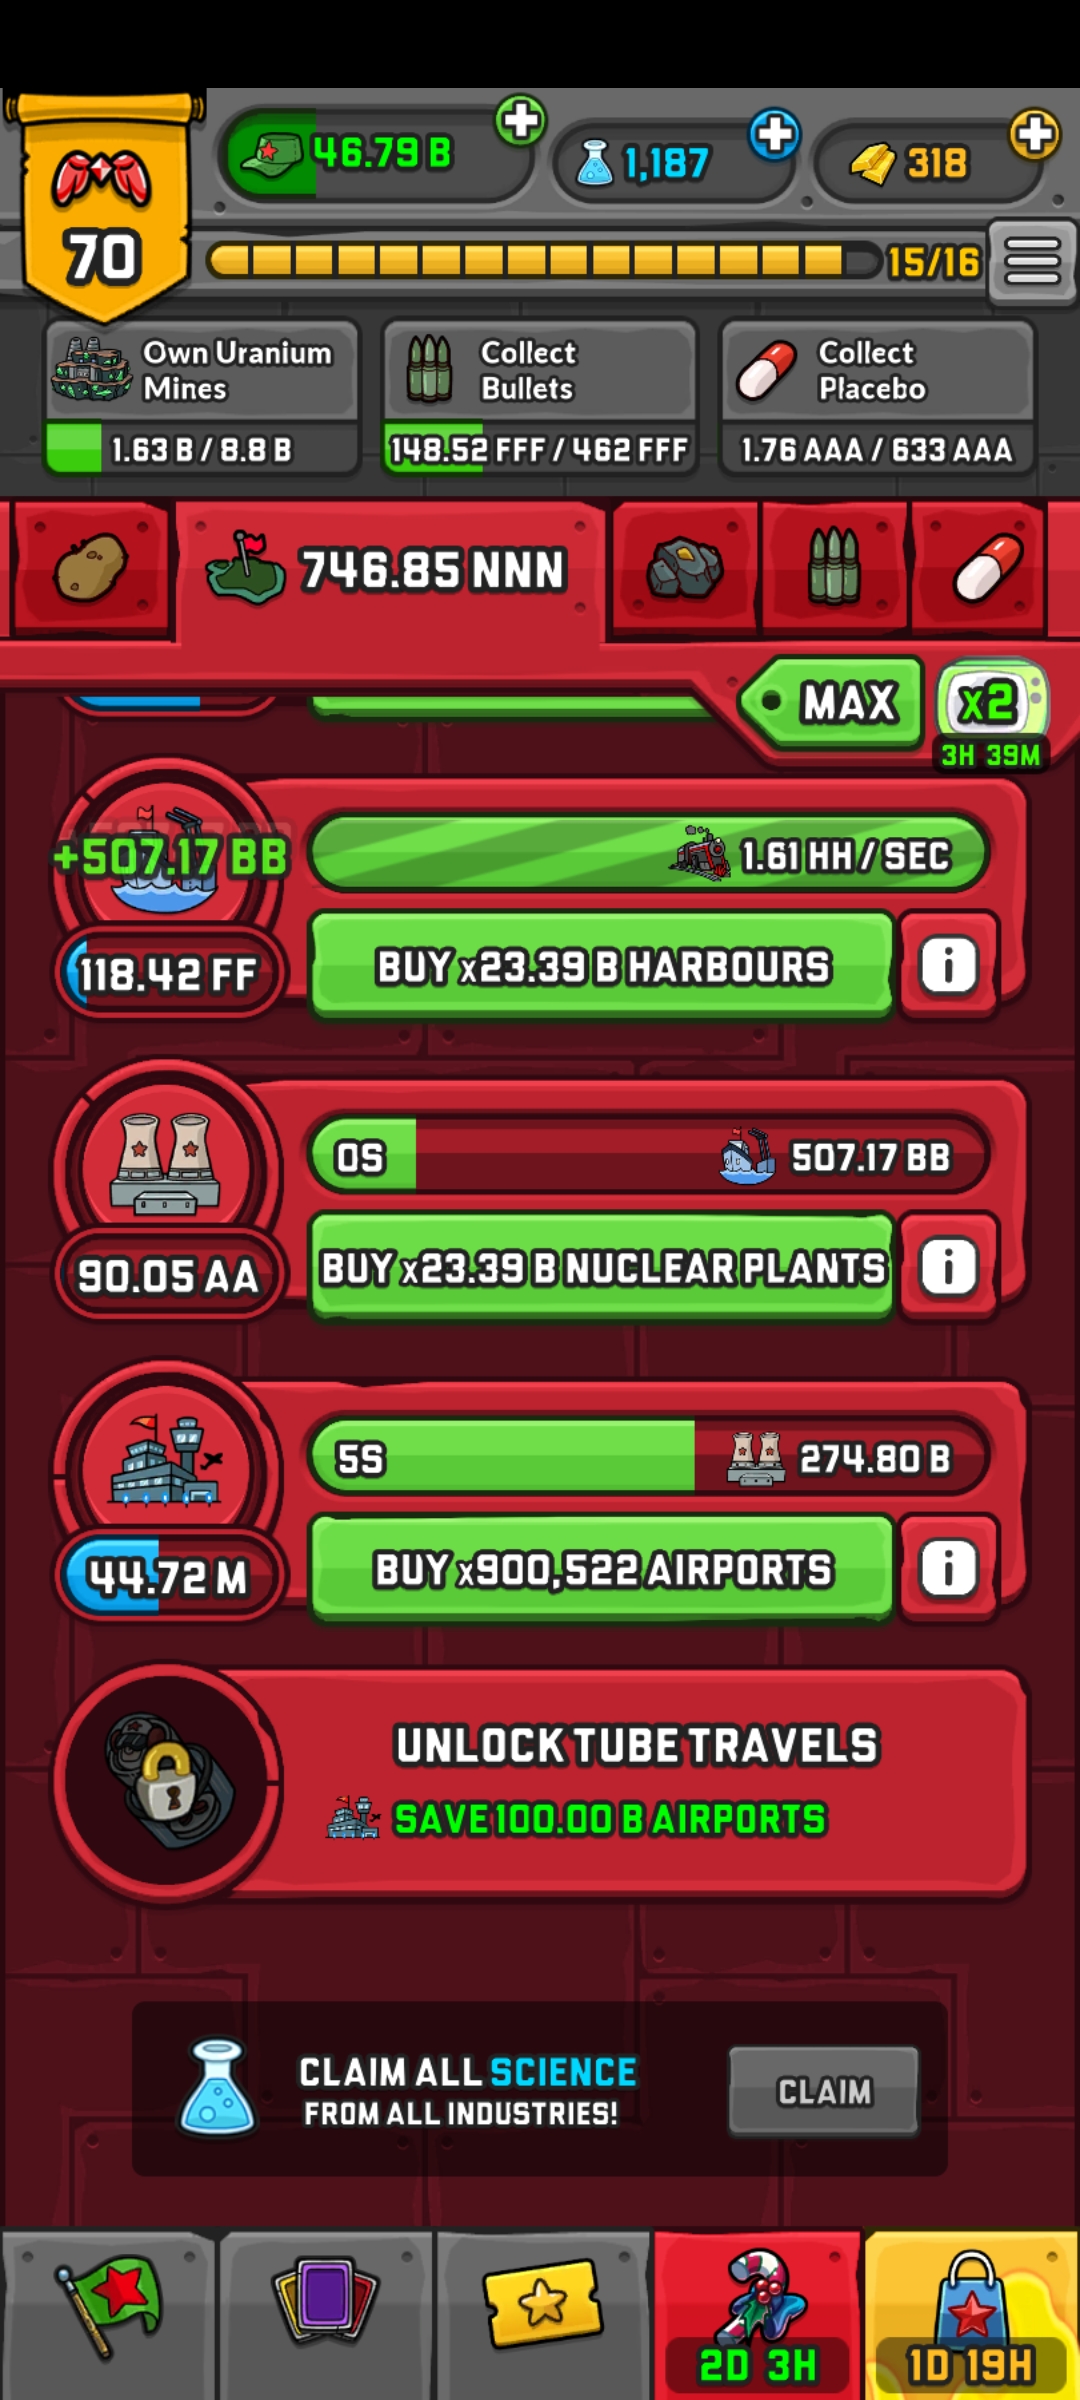 46.79 B
1,187
318
70
15/16
Own Uranium
Mines
1.63 B / 8.8 B
Collect
Bullets
148.52 FFF / 462 FFF
Collect
Placebo
1.76 AAA / 633 AAA
746.85 NNN
MAX
x2
3H 39M
+507.17 BB
1.61 HH / SEC
118.42 FF
BUY x23.39 B HARBOURS
i
0S
507.17 BB
90.05 AA
BUY x23.39 B NUCLEAR PLANTS
i
5S
274.80 B
44.72 M
BUY x900,522 AIRPORTS
i
UNLOCK TUBE TRAVELS
SAVE 100.00 B AIRPORTS
CLAIM ALL SCIENCE
FROM ALL INDUSTRIES!
CLAIM
2D 3H
1D 19H